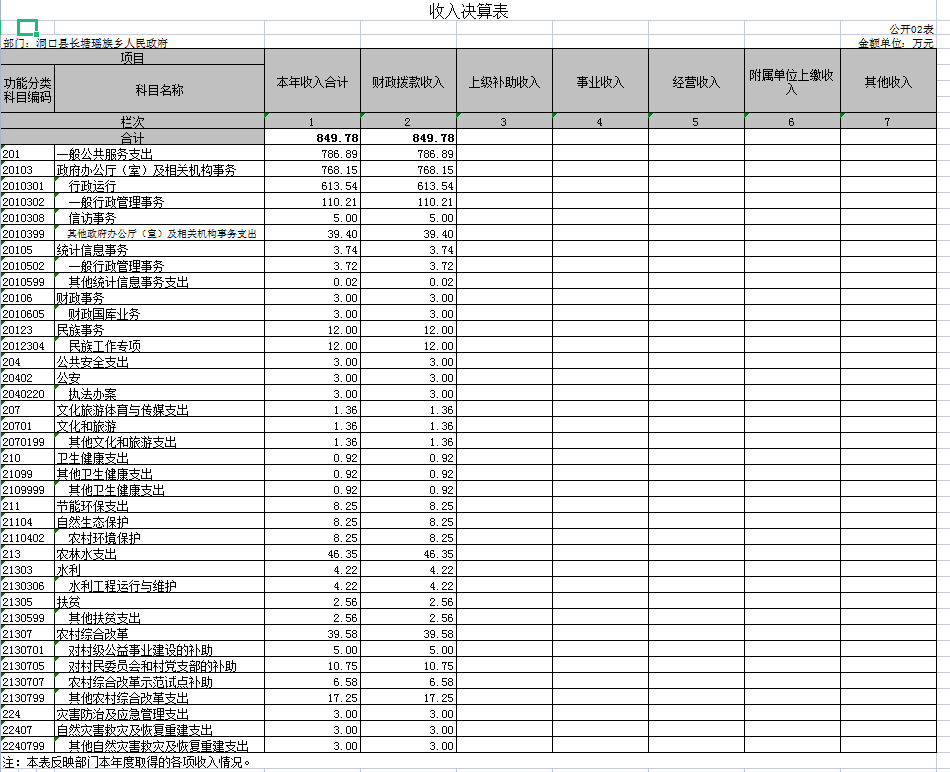 收入决算表
公开02表
部门：洞口县长塘瑶族乡人民政府 金额单位：万元
项目 本年收入合计 财政拨款收入 上级补助收入 事业收入 经营收入 附属单位上缴收入 其他收入
功能分类科目编码 科目名称
栏次 1 2 3 4 5 6 7
合计 849.78 849.78
201 一般公共服务支出 786.89 786.89
20103 政府办公厅（室）及相关机构事务 768.15 768.15
2010301 行政运行 613.54 613.54
2010302 一般行政管理事务 110.21 110.21
2010308 信访事务 5.00 5.00
2010399 其他政府办公厅（室）及相关机构事务支出 39.40 39.40
20105 统计信息事务 3.74 3.74
2010502 一般行政管理事务 3.72 3.72
2010599 其他统计信息事务支出 0.02 0.02
20106 财政事务 3.00 3.00
2010605 财政国库业务 3.00 3.00
20123 民族事务 12.00 12.00
2012304 民族工作专项 12.00 12.00
204 公共安全支出 3.00 3.00
20402 公安 3.00 3.00
2040220 执法办案 3.00 3.00
207 文化旅游体育与传媒支出 1.36 1.36
20701 文化和旅游 1.36 1.36
2070199 其他文化和旅游支出 1.36 1.36
210 卫生健康支出 0.92 0.92
21099 其他卫生健康支出 0.92 0.92
2109999 其他卫生健康支出 0.92 0.92
211 节能环保支出 8.25 8.25
21104 自然生态保护 8.25 8.25
2110402 农村环境保护 8.25 8.25
213 农林水支出 46.35 46.35
21303 水利 4.22 4.22
2130306 水利工程运行与维护 4.22 4.22
21305 扶贫 2.56 2.56
2130599 其他扶贫支出 2.56 2.56
21307 农村综合改革 39.58 39.58
2130701 对村级公益事业建设的补助 5.00 5.00
2130705 对村民委员会和村党支部的补助 10.75 10.75
2130707 农村综合改革示范试点补助 6.58 6.58
2130799 其他农村综合改革支出 17.25 17.25
224 灾害防治及应急管理支出 3.00 3.00
22407 自然灾害救灾及恢复重建支出 3.00 3.00
2240799 其他自然灾害救灾及恢复重建支出 3.00 3.00
注：本表反映部门本年度取得的各项收入情况。